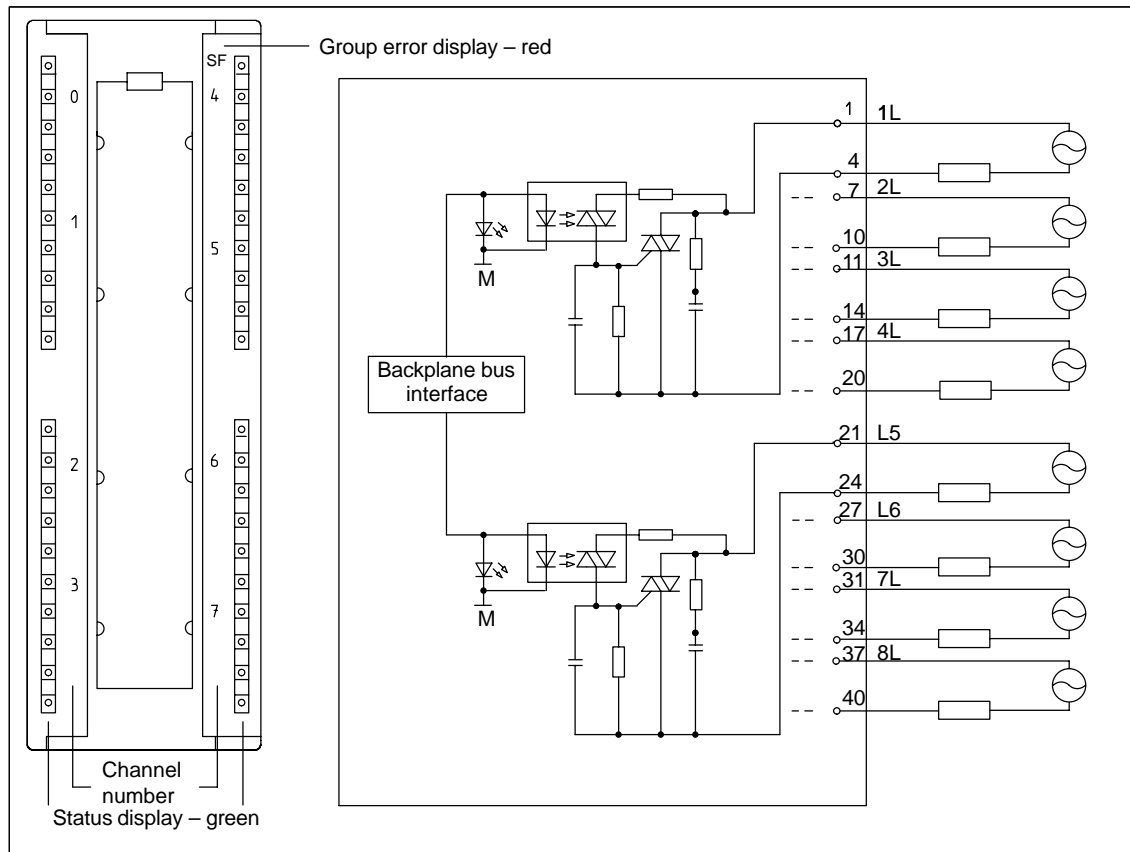 Group error display – red
SF
0
4
1
5
2
6
3
7
Channel
number
Status display – green
Backplane bus
interface
M
M
1 1L
4
7 2L
10
11 3L
14
17 4L
20
21 L5
24
27 L6
30
31 7L
34
37 8L
40